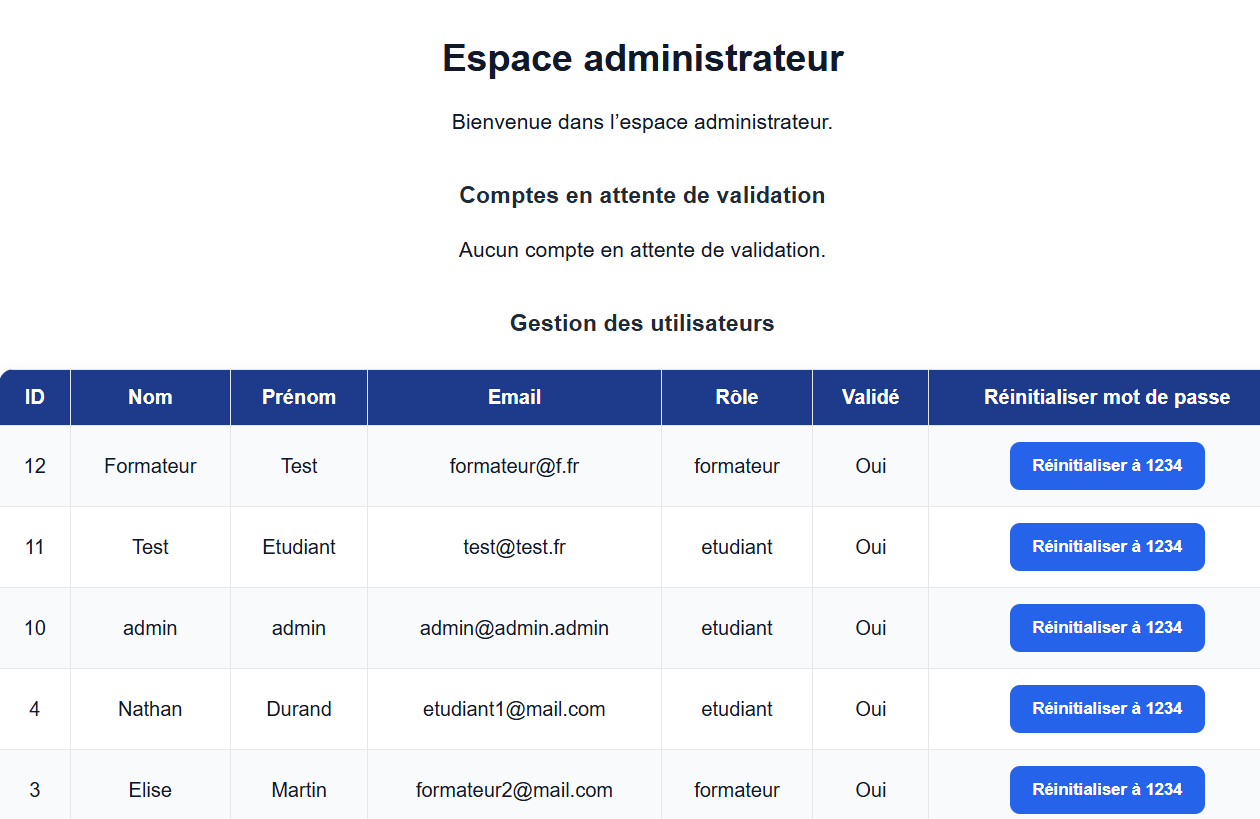 Espace administrateur
Bienvenue dans l’espace administrateur.
Comptes en attente de validation
Aucun compte en attente de validation.
Gestion des utilisateurs
ID Nom Prénom Email Rôle Validé Réinitialiser mot de passe
12 Formateur Test formateur@f.fr formateur Oui Réinitialiser à 1234
11 Test Etudiant test@test.fr etudiant Oui Réinitialiser à 1234
10 admin admin admin@admin.admin etudiant Oui Réinitialiser à 1234
4 Nathan Durand etudiant1@mail.com etudiant Oui Réinitialiser à 1234
3 Elise Martin formateur2@mail.com formateur Oui Réinitialiser à 1234